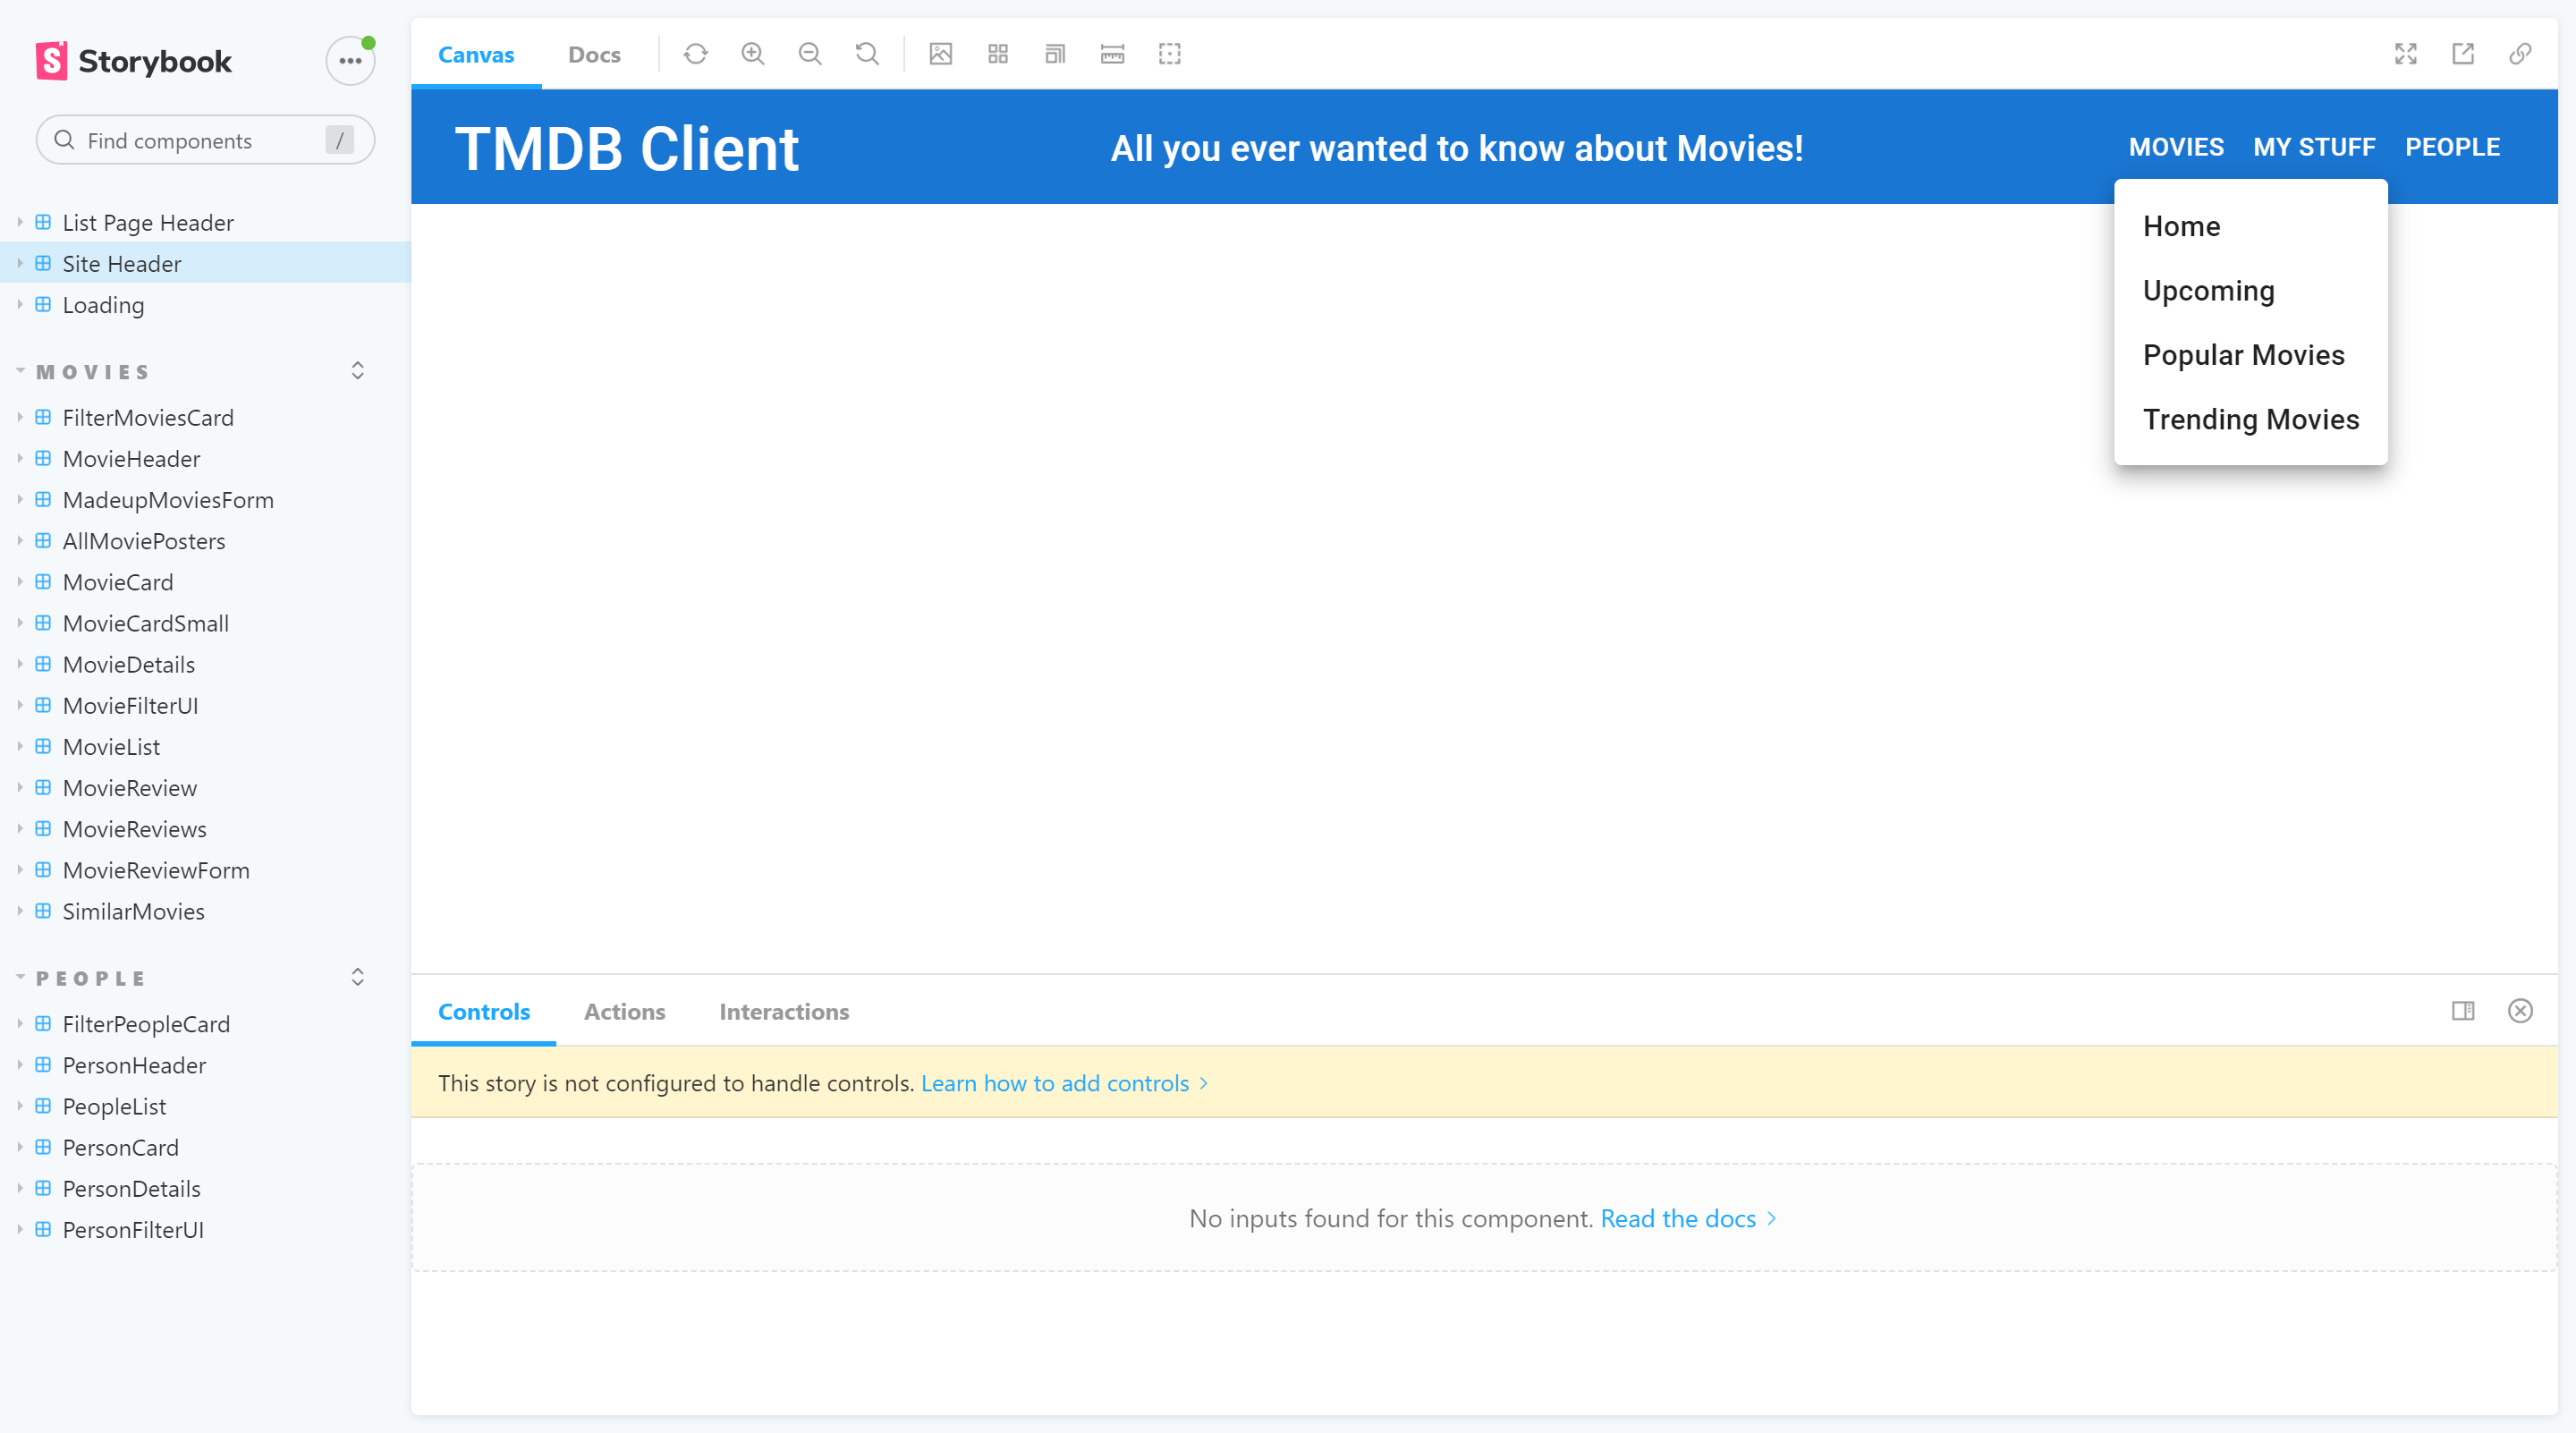 Storybook
Find components
/
List Page Header
Site Header
Loading
MOVIES
FilterMoviesCard
MovieHeader
MadeupMoviesForm
AllMoviePosters
MovieCard
MovieCardSmall
MovieDetails
MovieFilterUI
MovieList
MovieReview
MovieReviews
MovieReviewForm
SimilarMovies
PEOPLE
FilterPeopleCard
PersonHeader
PeopleList
PersonCard
PersonDetails
PersonFilterUI
Canvas Docs
TMDB Client All you ever wanted to know about Movies! MOVIES MY STUFF PEOPLE
Home
Upcoming
Popular Movies
Trending Movies
Controls Actions Interactions
This story is not configured to handle controls. Learn how to add controls
No inputs found for this component. Read the docs